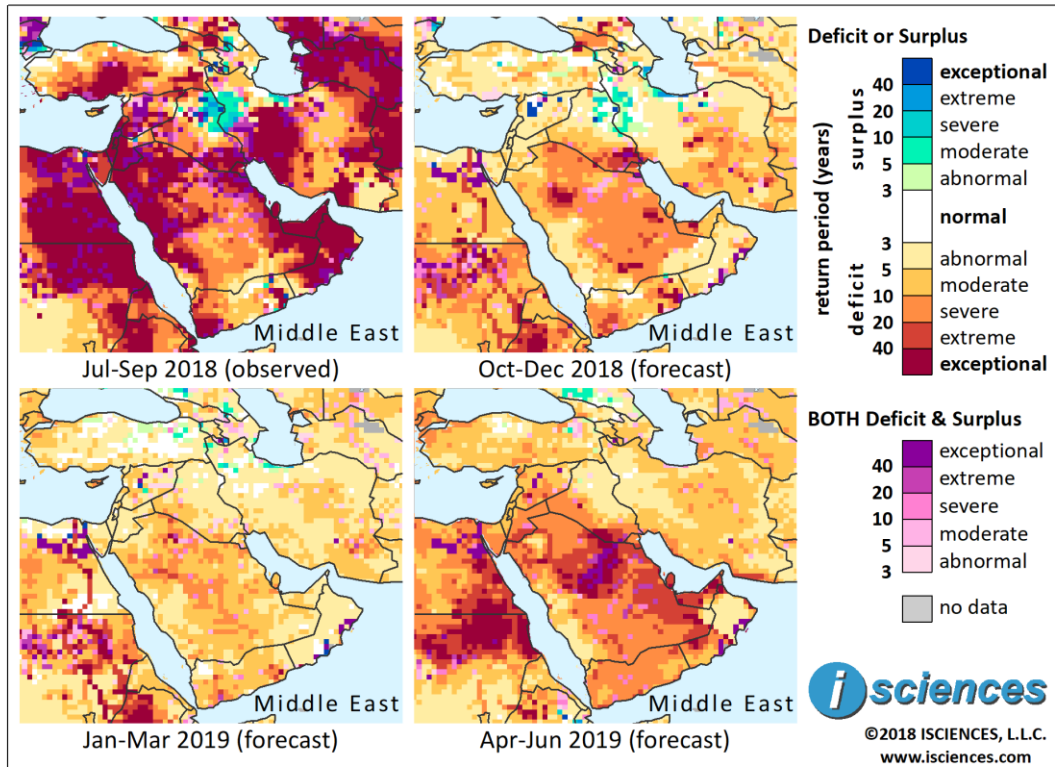 Middle East
Jul-Sep 2018 (observed)
Middle East
Oct-Dec 2018 (forecast)
Middle East
Jan-Mar 2019 (forecast)
Middle East
Apr-Jun 2019 (forecast)
Deficit or Surplus
return period (years)
surplus
deficit
exceptional
40
extreme
20
severe
10
moderate
5
abnormal
3
normal
3
abnormal
5
moderate
10
severe
20
extreme
40
exceptional
BOTH Deficit & Surplus
exceptional
40
extreme
20
severe
10
moderate
5
abnormal
3
no data
i sciences
©2018 ISCIENCES, L.L.C.
www.isciences.com